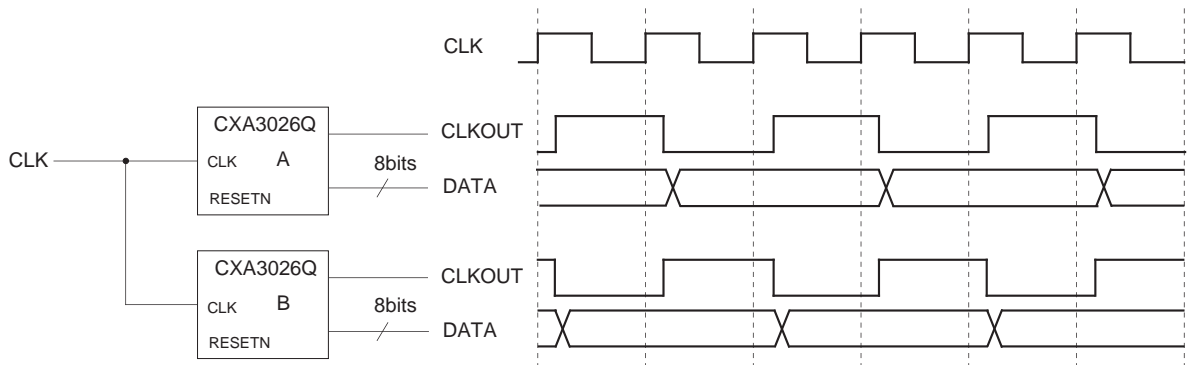 CLK
CXA3026Q
CLK A
RESETN
8bits
CLKOUT
DATA
CLK
CXA3026Q
CLK B
RESETN
8bits
CLKOUT
DATA